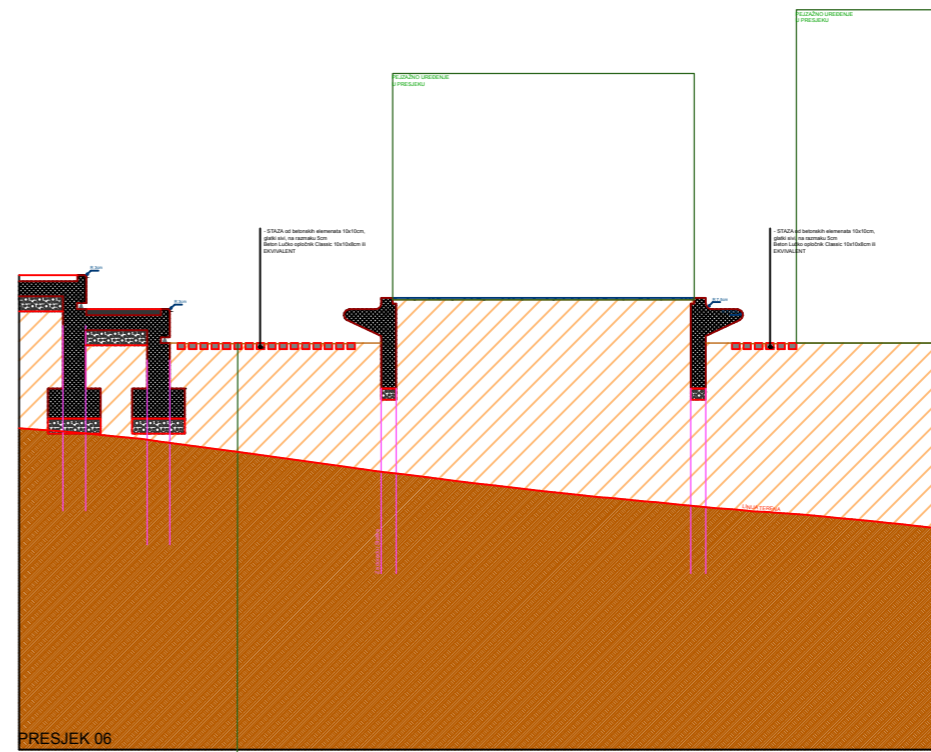 PEJZAŽNO UREĐENJE
U PRESJEKU
PEJZAŽNO UREĐENJE
U PRESJEKU
- STAZA od betonskih elemenata 10x10cm,
glatki sivi, na razmaku 5cm
Beton Lučko opločnik Classic 10x10x8cm ili
EKVIVALENT
- STAZA od betonskih elemenata 10x10cm,
glatki sivi, na razmaku 5cm
Beton Lučko opločnik Classic 10x10x8cm ili
EKVIVALENT
LINIJA TERENA
PRESJEK 06